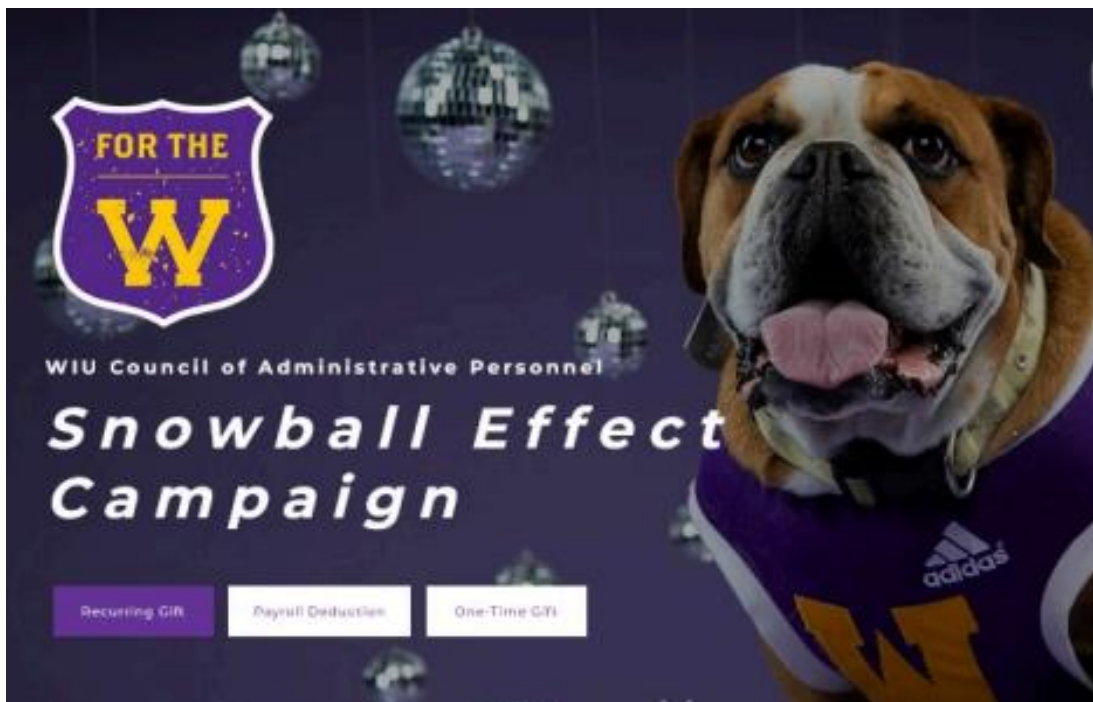 FOR THE
W
WIU Council of Administrative Personnel
Snowball Effect
Campaign
Recurring Gift
Payroll Deduction
One-Time Gift
adidas
W